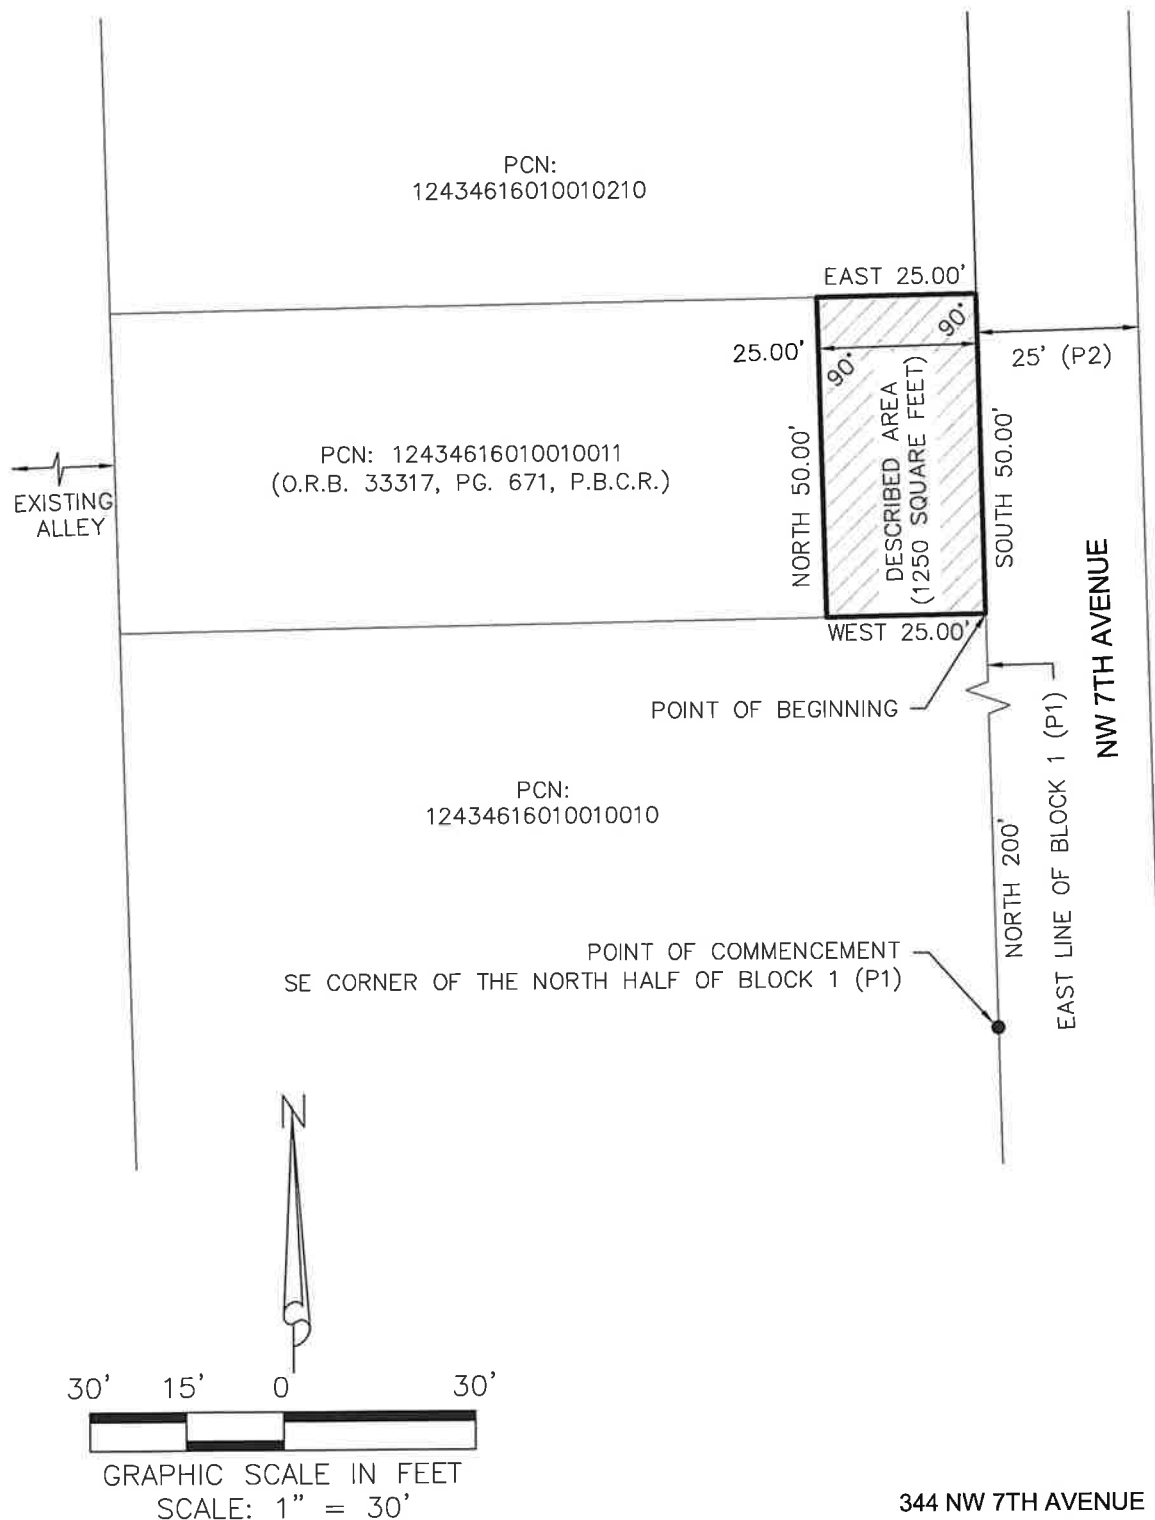 PCN:
12434616010010210
EAST 25.00'
90°
25.00'
90°
25' (P2)
PCN: 12434616010010011
(O.R.B. 33317, PG. 671, P.B.C.R.)
EXISTING
ALLEY
NORTH 50.00'
DESCRIBED AREA
(1250 SQUARE FEET)
SOUTH 50.00'
NW 7TH AVENUE
WEST 25.00'
POINT OF BEGINNING
PCN:
12434616010010010
NORTH 200'
EAST LINE OF BLOCK 1 (P1)
POINT OF COMMENCEMENT
SE CORNER OF THE NORTH HALF OF BLOCK 1 (P1)
N
30' 15' 0 30'
GRAPHIC SCALE IN FEET
SCALE: 1" = 30'
344 NW 7TH AVENUE